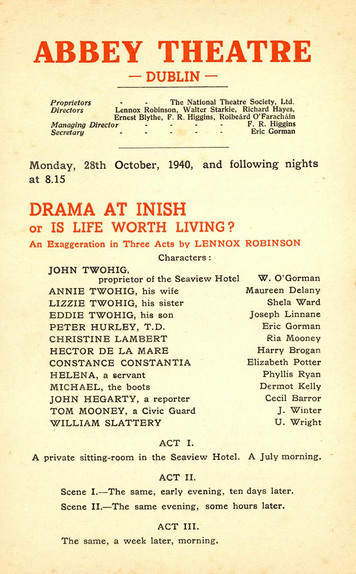 ABBEY THEATRE
— DUBLIN —
Proprietors - - The National Theatre Society, Ltd.
Directors Lennox Robinson, Walter Starkie, Richard Hayes,
Ernest Blythe, F. R. Higgins, Roibeárd O'Farachain
Managing Director - - - - - F. R. Higgins
Secretary - - - - - Eric Gorman
Monday, 28th October, 1940, and following nights
at 8.15
DRAMA AT INISH
or IS LIFE WORTH LIVING?
An Exaggeration in Three Acts by LENNOX ROBINSON
Characters:
JOHN TWOHIG,
proprietor of the Seaview Hotel W. O'Gorman
ANNIE TWOHIG, his wife Maureen Delany
LIZZIE TWOHIG, his sister Shela Ward
EDDIE TWOHIG, his son Joseph Linnane
PETER HURLEY, T.D. Eric Gorman
CHRISTINE LAMBERT Ria Mooney
HECTOR DE LA MARE Harry Brogan
CONSTANCE CONSTANTIA Elizabeth Potter
HELENA, a servant Phyllis Ryan
MICHAEL, the boots Dermot Kelly
JOHN HEGARTY, a reporter Cecil Barror
TOM MOONEY, a Civic Guard J. Winter
WILLIAM SLATTERY U. Wright
ACT I.
A private sitting-room in the Seaview Hotel. A July morning.
ACT II.
Scene I.—The same, early evening, ten days later.
Scene II.—The same evening, some hours later.
ACT III.
The same, a week later, morning.